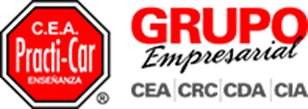 C.E.A.
Practi-Car
ENSEÑANZA
®
GRUPO
Empresarial
CEA|CRC|CDA|CIA